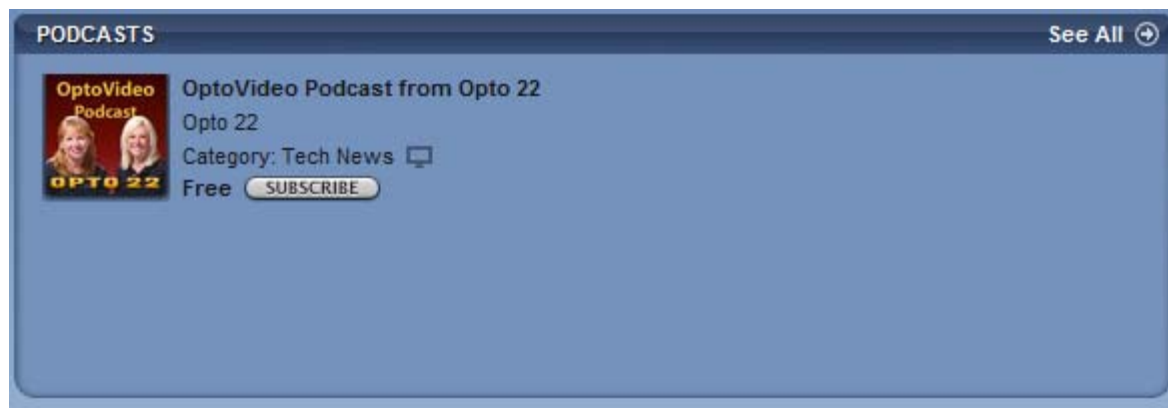 PODCASTS
See All
OptoVideo
Podcast
OPTO 22
OptoVideo Podcast from Opto 22
Opto 22
Category: Tech News
Free SUBSCRIBE